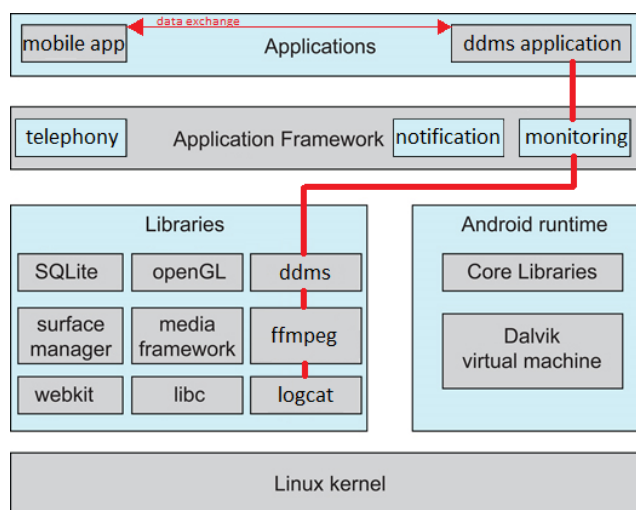 data exchange
mobile app
Applications
ddms application
telephony
Application Framework
notification
monitoring
Libraries
SQLite
openGL
ddms
surface
manager
media
framework
ffmpeg
webkit
libc
logcat
Android runtime
Core Libraries
Dalvik
virtual machine
Linux kernel